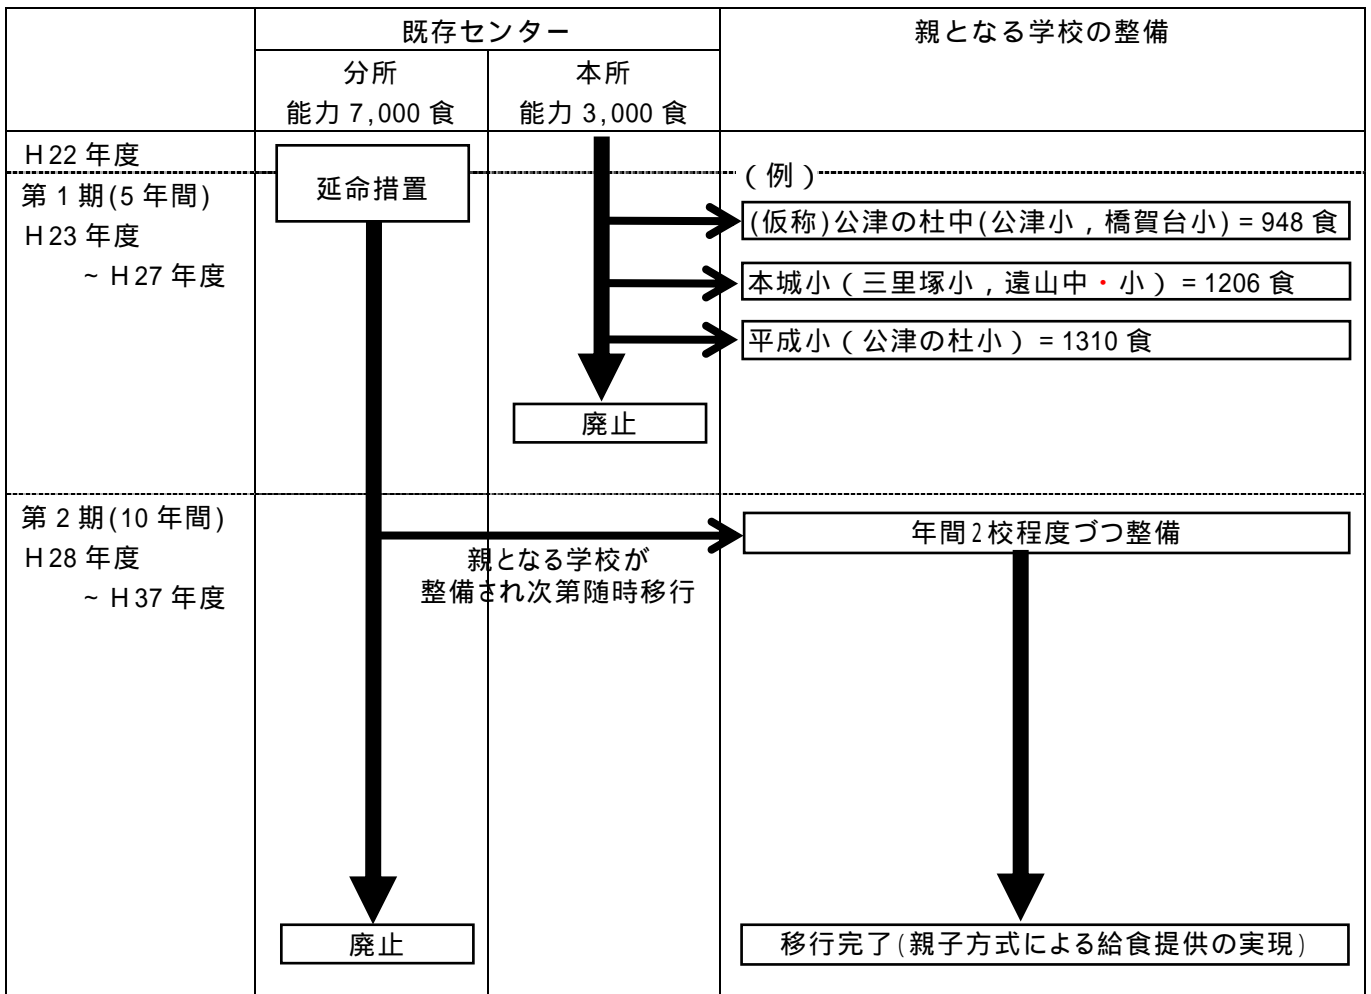 既存センター
親となる学校の整備
分所
能力 7,000 食
本所
能力 3,000 食
H22 年度
第 1 期(5 年間)
H23 年度
~ H27 年度
延命措置
(例)
(仮称)公津の杜中(公津小,橋賀台小) = 948 食
本城小(三里塚小,遠山中・小) = 1206 食
平成小(公津の杜小) = 1310 食
廃止
第 2 期(10 年間)
H28 年度
~ H37 年度
親となる学校が
整備され次第随時移行
年間2校程度づつ整備
廃止
移行完了(親子方式による給食提供の実現)